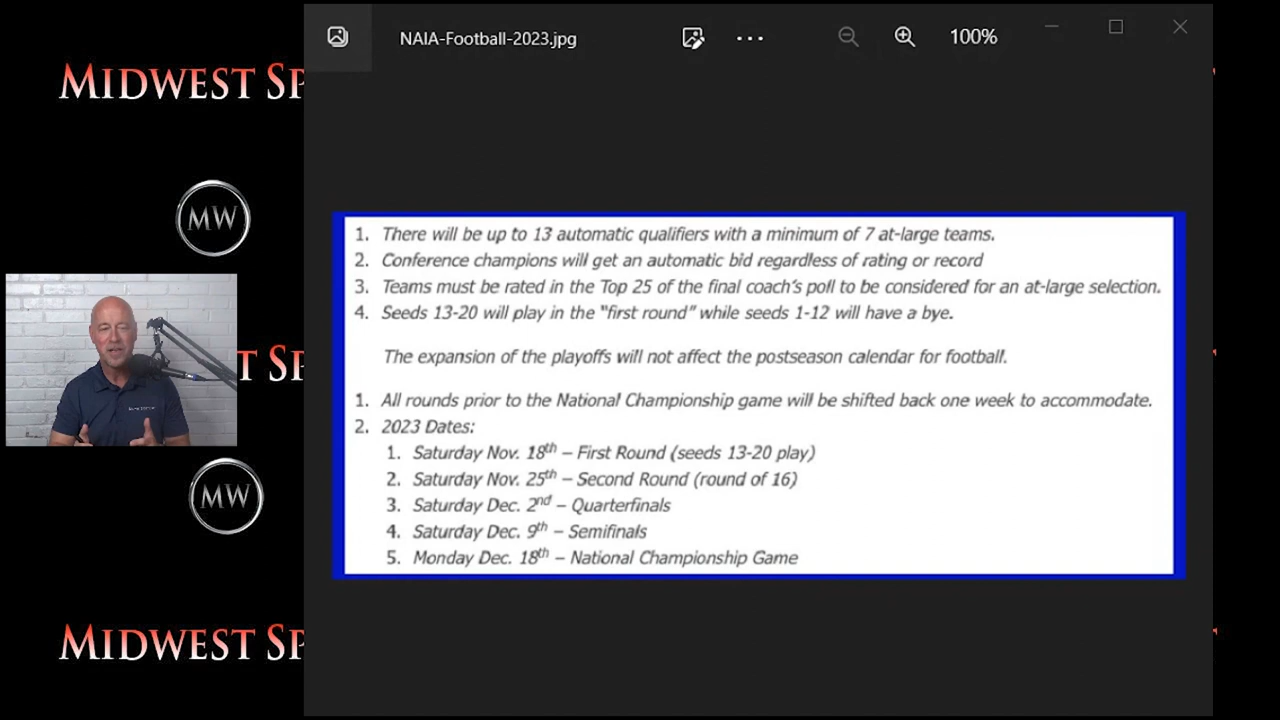 NAIA-Football-2023.jpg
100%
MIDWEST SP
MW
1. There will be up to 13 automatic qualifiers with a minimum of 7 at-large teams.
2. Conference champions will get an automatic bid regardless of rating or record
3. Teams must be rated in the Top 25 of the final coach's poll to be considered for an at-large selection.
4. Seeds 13-20 will play in the "first round" while seeds 1-12 will have a bye.
The expansion of the playoffs will not affect the postseason calendar for football.
T SP
1. All rounds prior to the National Championship game will be shifted back one week to accommodate.
2. 2023 Dates:
1. Saturday Nov. 18th – First Round (seeds 13-20 play)
2. Saturday Nov. 25th – Second Round (round of 16)
3. Saturday Dec. 2nd – Quarterfinals
4. Saturday Dec. 9th – Semifinals
5. Monday Dec. 18th – National Championship Game
MW
MIDWEST SP